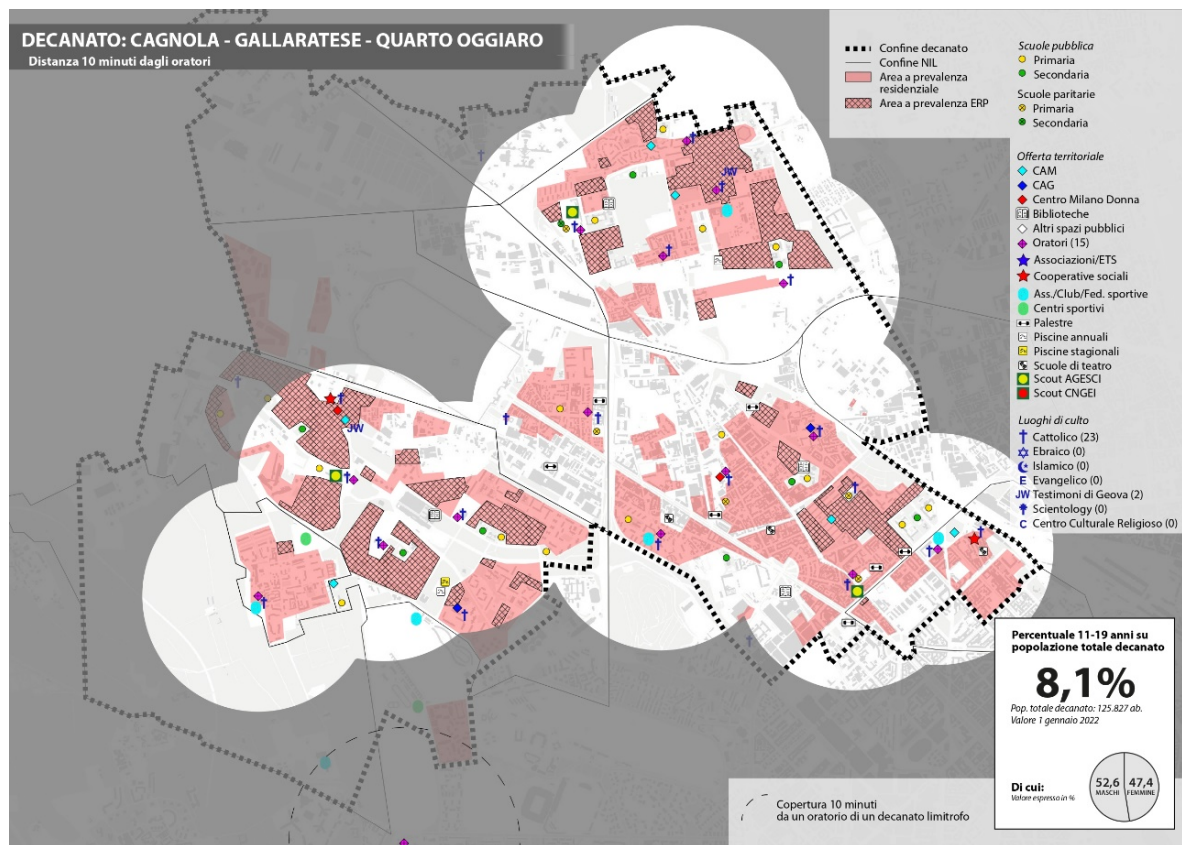 DECANATO: CAGNOLA - GALLARATESE - QUARTO OGGIARO
Distanza 10 minuti dagli oratori
Confine decanato
Confine NIL
Area a prevalenza
residenziale
Area a prevalenza ERP
Scuole pubblica
Primaria
Secondaria
Scuole paritarie
Primaria
Secondaria
Offerta territoriale
CAM
CAG
Centro Milano Donna
Biblioteche
Altri spazi pubblici
Oratori (15)
Associazioni/ETS
Cooperative sociali
Ass./Club/Fed. sportive
Centri sportivi
Palestre
Piscine annuali
Piscine stagionali
Scuole di teatro
Scout AGESCI
Scout CNGEI
Luoghi di culto
Cattolico (23)
Ebraico (0)
Islamico (0)
E Evangelico (0)
JW Testimoni di Geova (2)
Scientology (0)
C Centro Culturale Religioso (0)
JW
JW
Percentuale 11-19 anni su
popolazione totale decanato
8,1%
Pop. totale decanato: 125.827 ab.
Valore 1 gennaio 2022
Di cui:
Valore espresso in %
52,6
MASCHI
47,4
FEMMINE
Copertura 10 minuti
da un oratorio di un decanato limitrofo